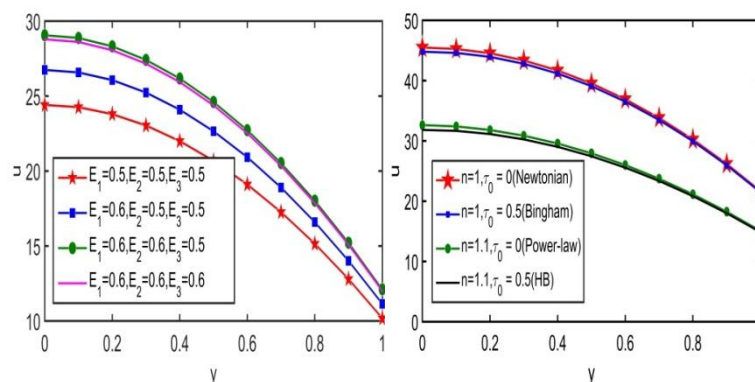 30
25
20
15
10
u
E1=0.5,E2=0.5,E3=0.5
E1=0.6,E2=0.5,E3=0.5
E1=0.6,E2=0.6,E3=0.5
E1=0.6,E2=0.6,E3=0.6
0 0.2 0.4 0.6 0.8 1
y
50
40
30
20
10
0
u
n=1,τ0 = 0(Newtonian)
n=1,τ0 = 0.5(Bingham)
n=1.1,τ0 = 0(Power-law)
n=1.1,τ0 = 0.5(HB)
0 0.2 0.4 0.6 0.8
y